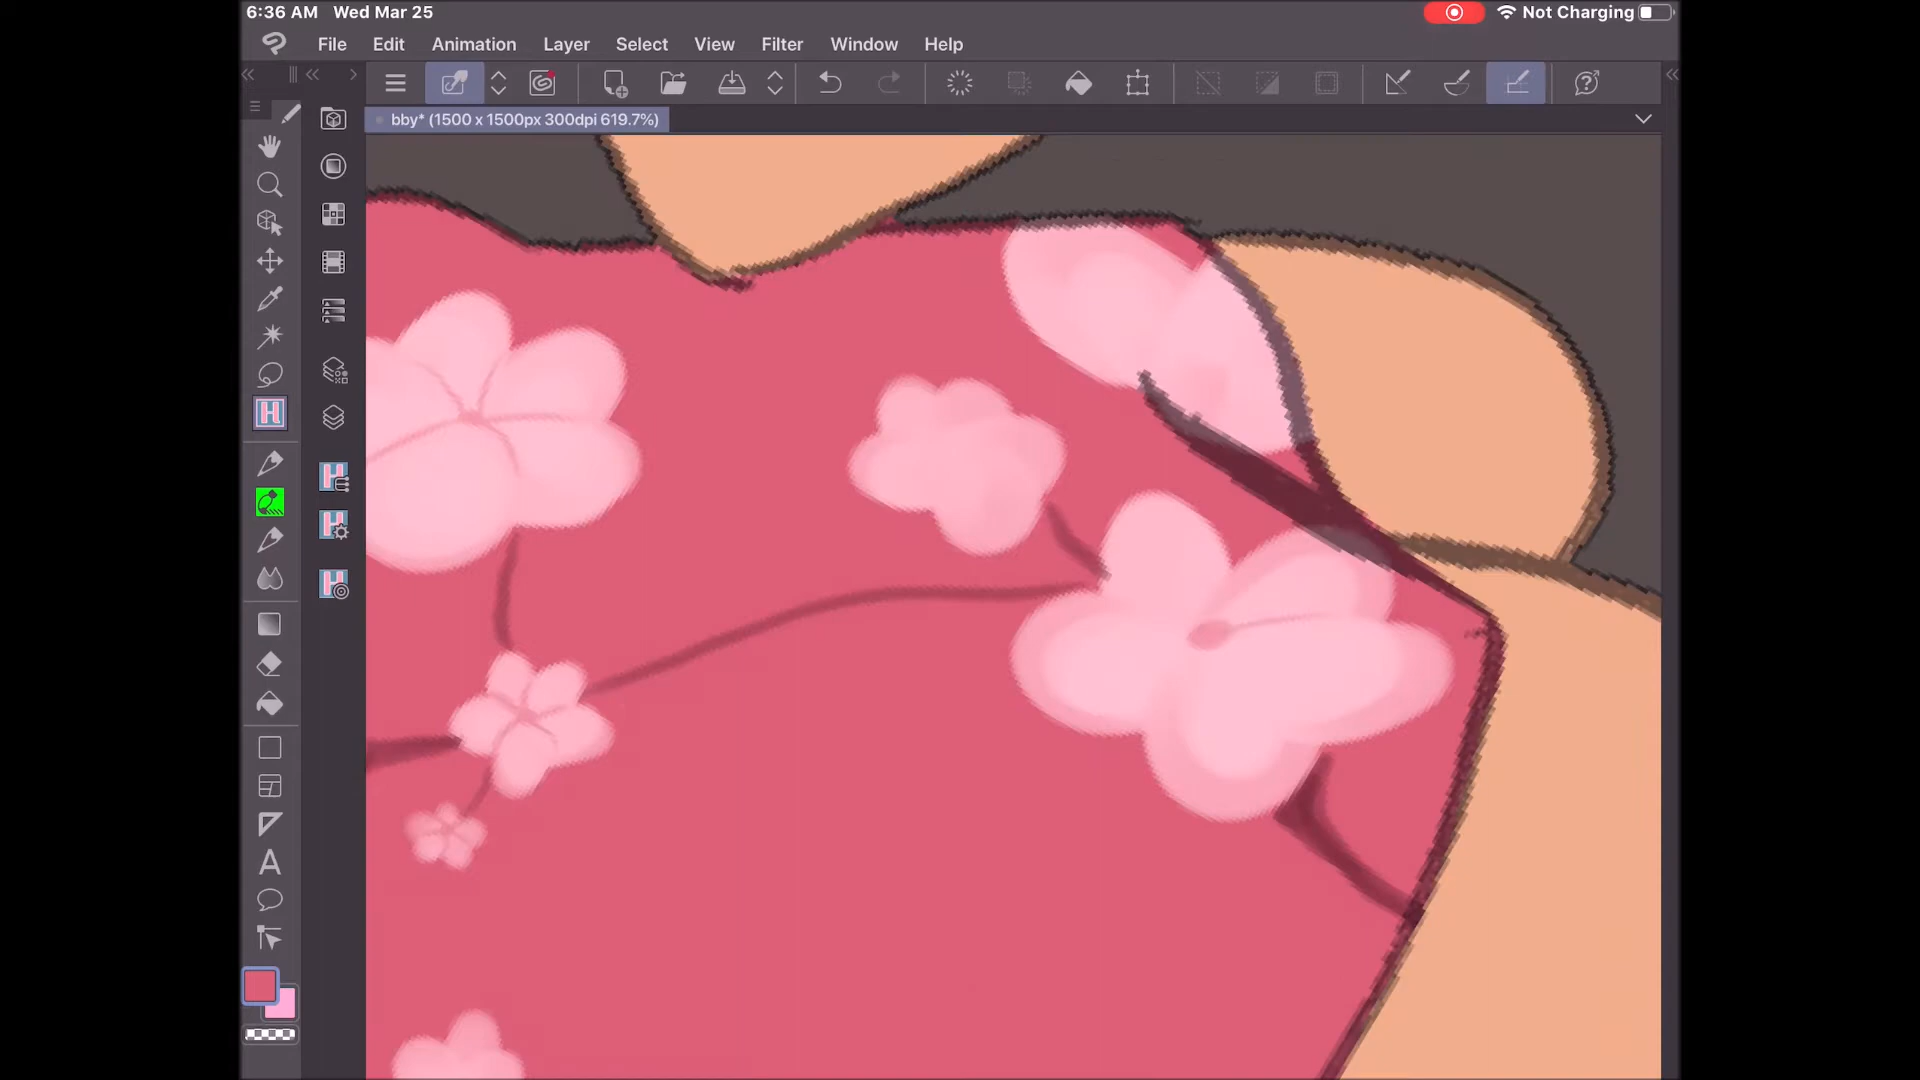 6:36 AM Wed Mar 25
Not Charging
File Edit Animation Layer Select View Filter Window Help
bby* (1500 x 1500px 300dpi 619.7%)